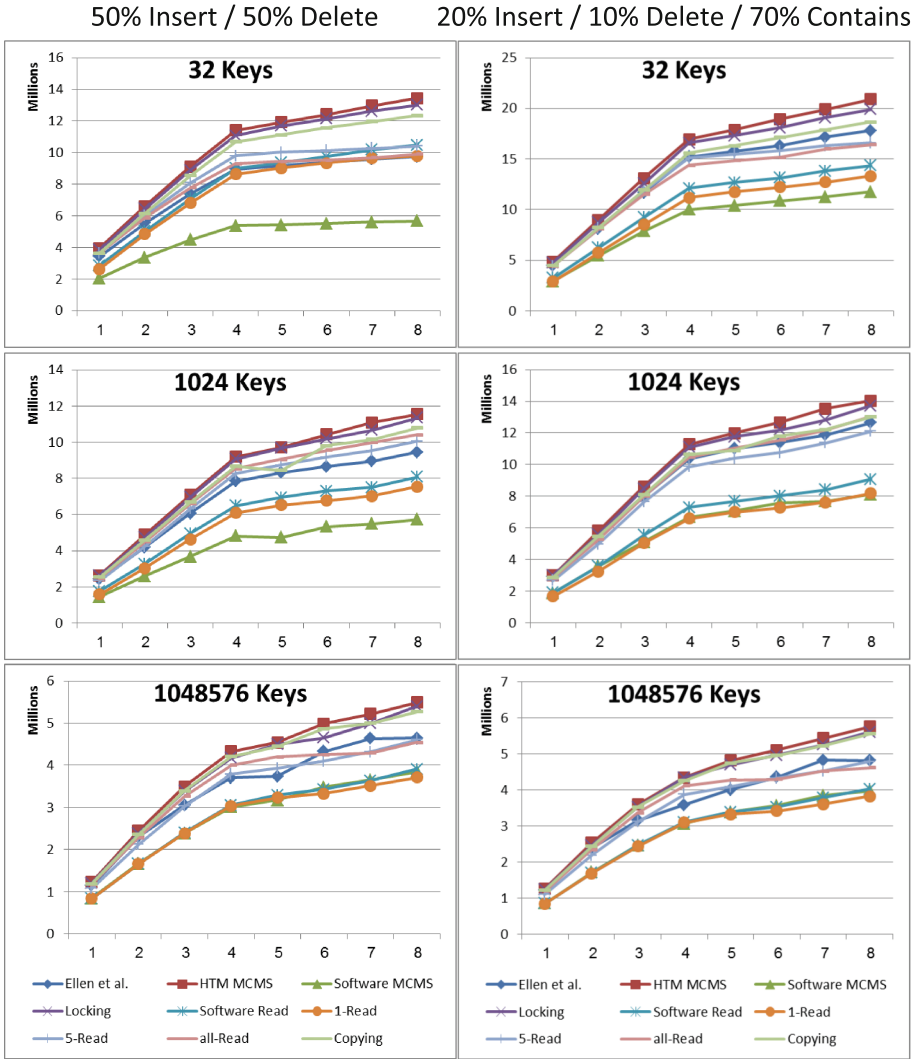 50% Insert / 50% Delete
20% Insert / 10% Delete / 70% Contains
Millions
32 Keys
16
14
12
10
8
6
4
2
0
1 2 3 4 5 6 7 8
Millions
32 Keys
25
20
15
10
5
0
1 2 3 4 5 6 7 8
Millions
1024 Keys
14
12
10
8
6
4
2
0
1 2 3 4 5 6 7 8
Millions
1024 Keys
16
14
12
10
8
6
4
2
0
1 2 3 4 5 6 7 8
Millions
1048576 Keys
6
5
4
3
2
1
0
1 2 3 4 5 6 7 8
Ellen et al. HTM MCMS Software MCMS
Locking Software Read 1-Read
5-Read all-Read Copying
Millions
1048576 Keys
7
6
5
4
3
2
1
0
1 2 3 4 5 6 7 8
Ellen et al. HTM MCMS Software MCMS
Locking Software Read 1-Read
5-Read all-Read Copying